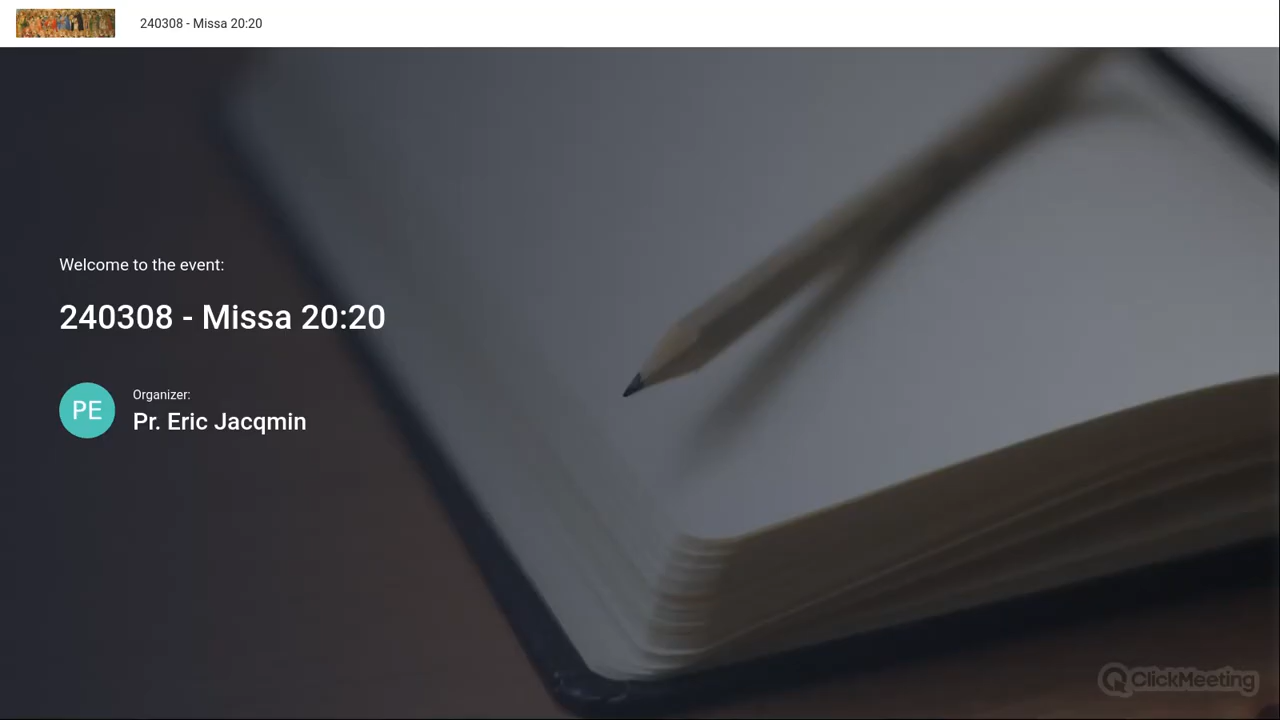 240308 - Missa 20:20
Welcome to the event:
240308 - Missa 20:20
PE
Organizer:
Pr. Eric Jacqmin
ClickMeeting